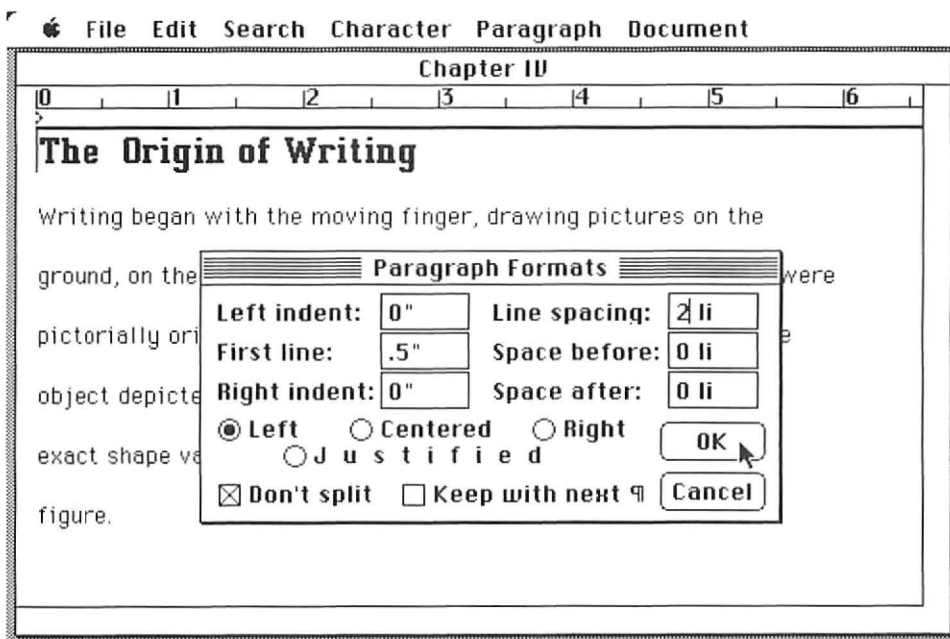 File Edit Search Character Paragraph Document
Chapter IV
0 1 2 3 4 5 6
The Origin of Writing
Writing began with the moving finger, drawing pictures on the
ground, on the
were
pictorially ori
e
object depicte
exact shape va
figure.
Paragraph Formats
Left indent: 0" Line spacing: 2 li
First line: .5" Space before: 0 li
Right indent: 0" Space after: 0 li
Left Centered Right OK
Justified
Don't split Keep with next ¶ Cancel